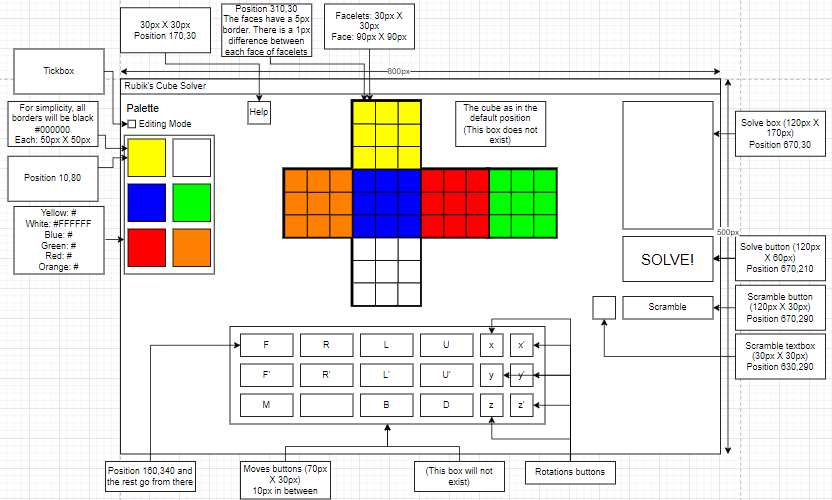 30px X 30px
Position 170,30
Position 310,30
The faces have a 5px
border. There is a 1px
difference between
each face of facelets
Facelets: 30px X
30px
Face: 90px X 90px
Tickbox
800px
Rubik's Cube Solver
For simplicity, all
borders will be black
#000000
Each: 50px X 50px
Palette
Editing Mode
Help
The cube as in the
default position
(This box does not
exist)
Solve box (120px X
170px)
Position 670,30
Position 10,80
Yellow: #
White: #FFFFFF
Blue: #
Green: #
Red: #
Orange: #
500px
SOLVE!
Solve button (120px
X 60px)
Position 670,210
Scramble
Scramble button
(120px X 30px)
Position 670,290
Scramble textbox
(30px X 30px)
Position 630,290
F
R
L
U
x
x'
F'
R'
L'
U'
y
y'
M
B
D
z
z'
Position 160,340 and
the rest go from there
Moves buttons (70px
X 30px)
10px in between
(This box will not
exist)
Rotations buttons